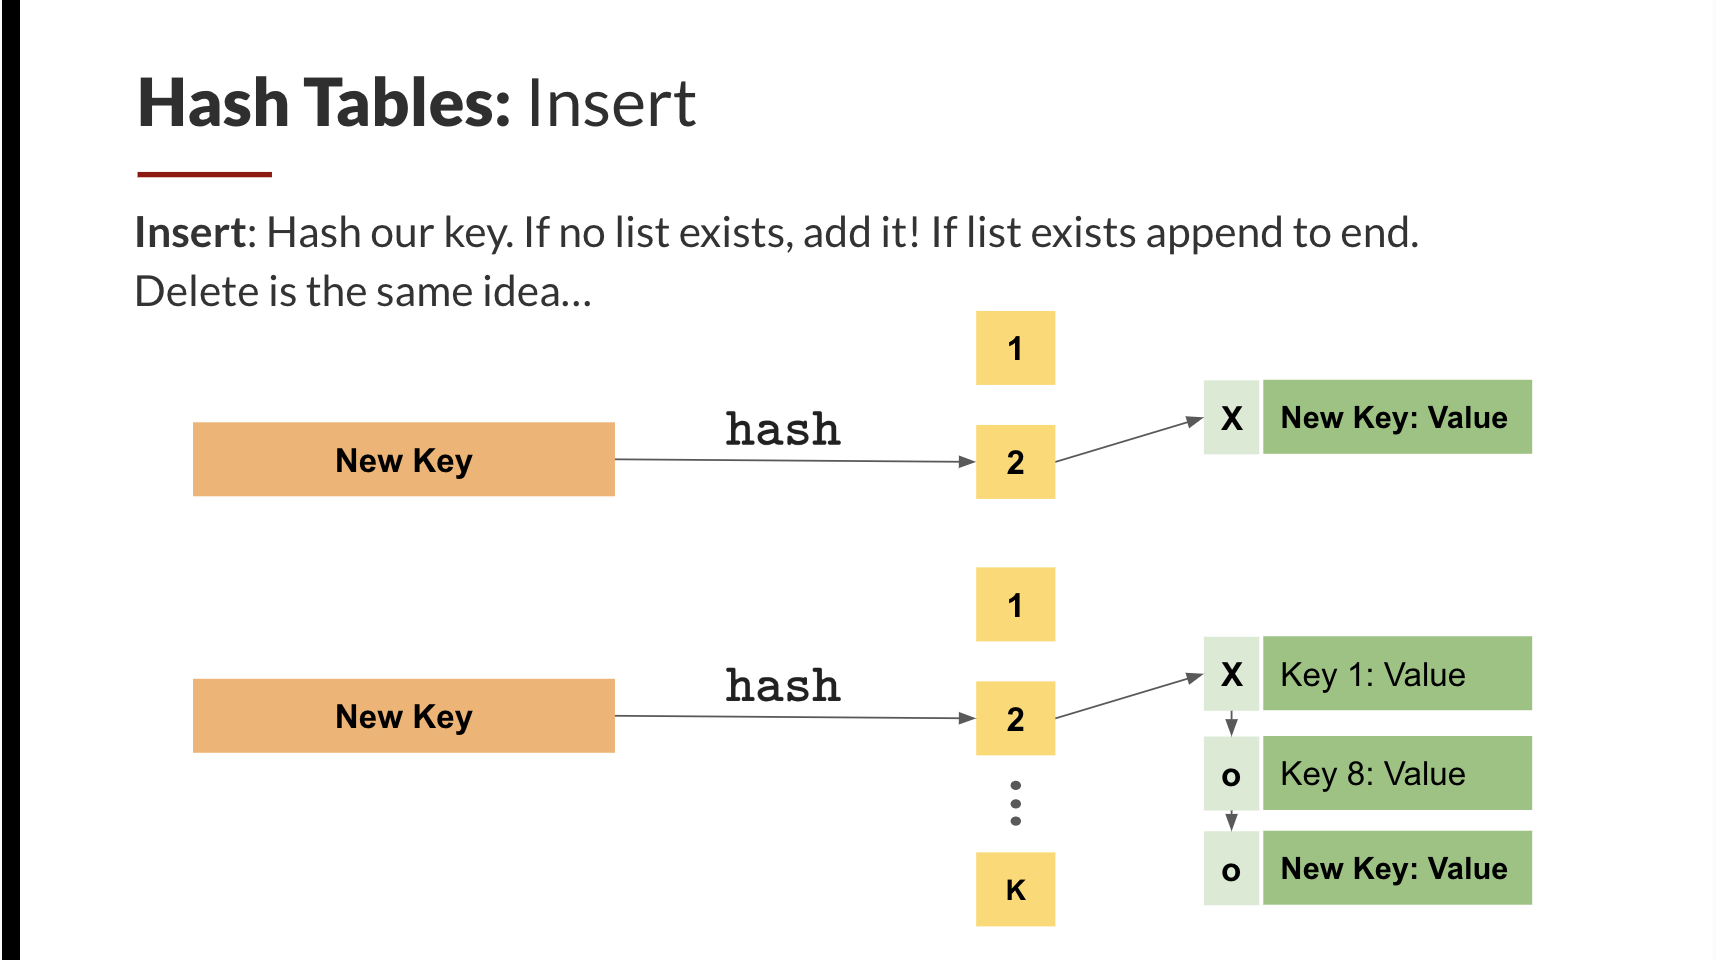 Hash Tables: Insert
Insert: Hash our key. If no list exists, add it! If list exists append to end.
Delete is the same idea...
1
New Key
hash
2
X
New Key: Value
1
New Key
hash
2
X
Key 1: Value
o
Key 8: Value
o
New Key: Value
K